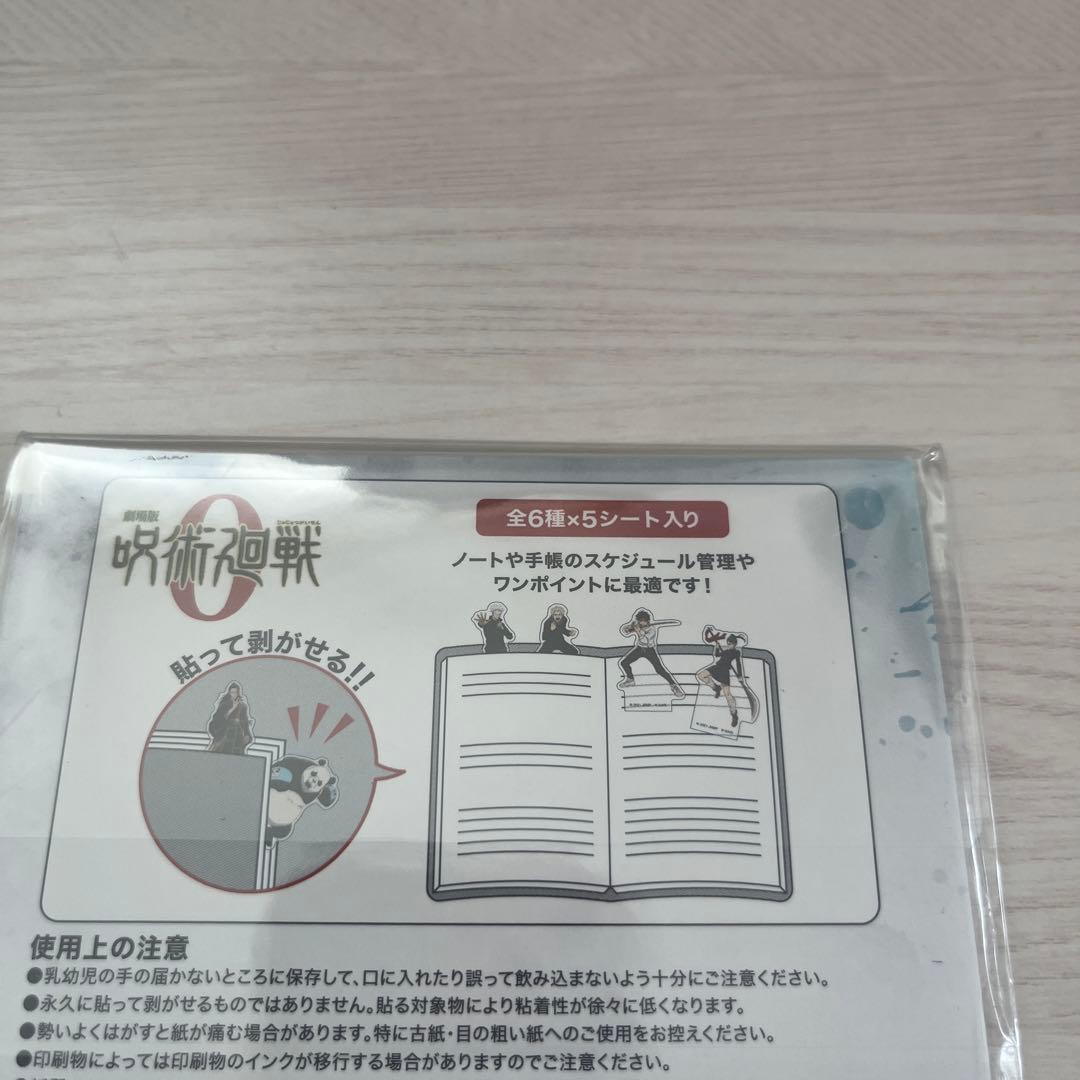 劇場版
じゅじゅつかいせん
呪術廻戦
0
全6種×5シート入り
ノートや手帳のスケジュール管理や
ワンポイントに最適です！
貼って剥がせる!!
使用上の注意
●乳幼児の手の届かないところに保存して、口に入れたり誤って飲み込まないよう十分にご注意ください。
●永久に貼って剥がせるものではありません。貼る対象物により粘着性が徐々に低くなります。
●勢いよくはがすと紙が痛む場合があります。特に古紙・目の粗い紙へのご使用をお控えください。
●印刷物によっては印刷物のインクが移行する場合がありますのでご注意ください。